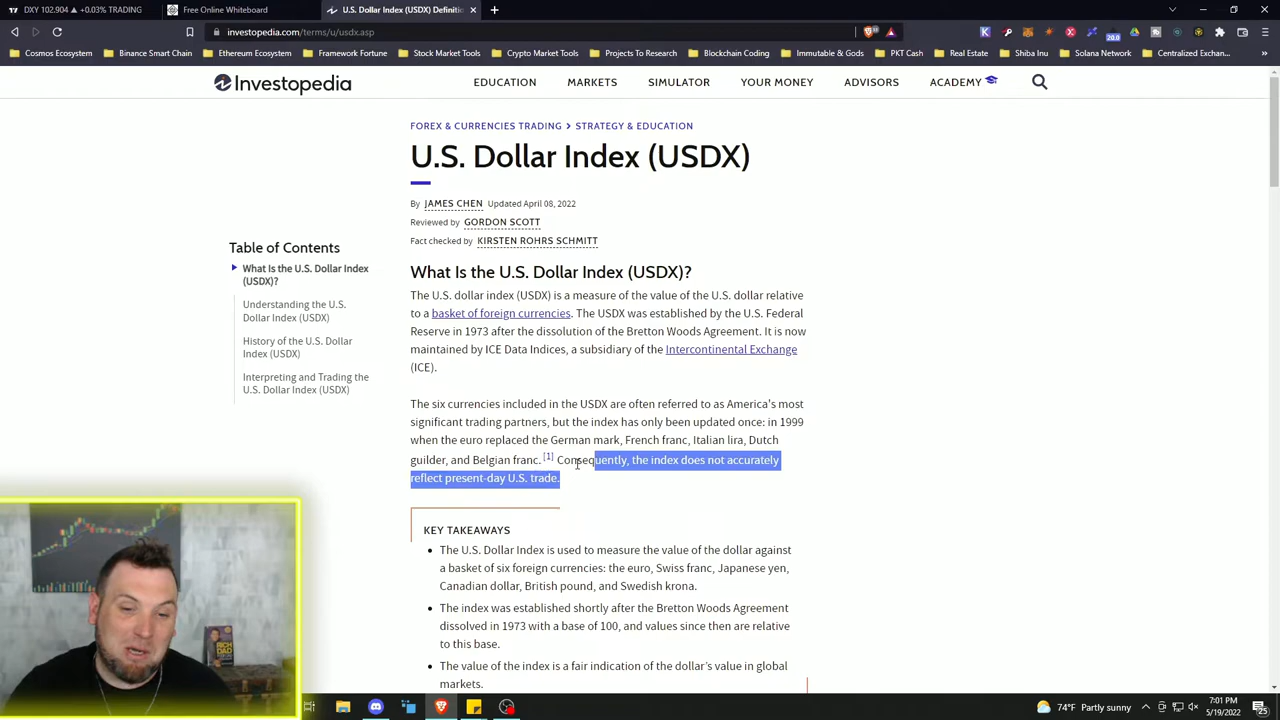 DXY 102.904 ▲ +0.03% TRADING
Free Online Whiteboard
U.S. Dollar Index (USDX) Definiti
investopedia.com/terms/u/usdx.asp
20.0
Cosmos Ecosystem
Binance Smart Chain
Ethereum Ecosystem
Fantom Ecosystem
Stock Market Tools
Crypto Market Tools
Projects To Research
Blockchain Coding
Immutable & Gods
PKT Cash
Real Estate
Shiba Inu
Solana Network
Centralized Exchan...
Investopedia
EDUCATION
MARKETS
SIMULATOR
YOUR MONEY
ADVISORS
ACADEMY
FOREX & CURRENCIES TRADING > STRATEGY & EDUCATION
U.S. Dollar Index (USDX)
By JAMES CHEN Updated April 08, 2022
Reviewed by GORDON SCOTT
Fact checked by KIRSTEN ROHRS SCHMITT
Table of Contents
What Is the U.S. Dollar Index
(USDX)?
Understanding the U.S.
Dollar Index (USDX)
History of the U.S. Dollar
Index (USDX)
Interpreting and Trading the
U.S. Dollar Index (USDX)
What Is the U.S. Dollar Index (USDX)?
The U.S. dollar index (USDX) is a measure of the value of the U.S. dollar relative
to a basket of foreign currencies. The USDX was established by the U.S. Federal
Reserve in 1973 after the dissolution of the Bretton Woods Agreement. It is now
maintained by ICE Data Indices, a subsidiary of the Intercontinental Exchange
(ICE).
The six currencies included in the USDX are often referred to as America's most
significant trading partners, but the index has only been updated once: in 1999
when the euro replaced the German mark, French franc, Italian lira, Dutch
guilder, and Belgian franc. [1] Consequently, the index does not accurately
reflect present-day U.S. trade.
KEY TAKEAWAYS
The U.S. Dollar Index is used to measure the value of the dollar against
a basket of six foreign currencies: the euro, Swiss franc, Japanese yen,
Canadian dollar, British pound, and Swedish krona.
The index was established shortly after the Bretton Woods Agreement
dissolved in 1973 with a base of 100, and values since then are relative
to this base.
The value of the index is a fair indication of the dollar's value in global
markets.
RICH
DAD
74°F Partly sunny
7:01 PM
5/19/2022
25